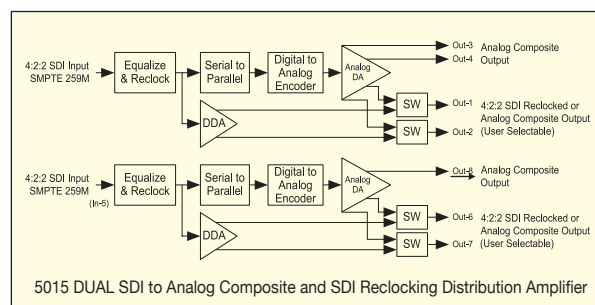 4:2:2 SDI Input
SMPTE 259M
Equalize
& Reclock
Serial to
Parallel
Digital to
Analog
Encoder
Analog
DA
DDA
SW
SW
Out-3
Out-4
Analog Composite
Output
Out-1
Out-2
4:2:2 SDI Reclocked or
Analog Composite Output
(User Selectable)
4:2:2 SDI Input
SMPTE 259M
(In-5)
Equalize
& Reclock
Serial to
Parallel
Digital to
Analog
Encoder
Analog
DA
DDA
SW
SW
Out-8
Analog Composite
Output
Out-6
Out-7
4:2:2 SDI Reclocked or
Analog Composite Output
(User Selectable)
5015 DUAL SDI to Analog Composite and SDI Reclocking Distribution Amplifier